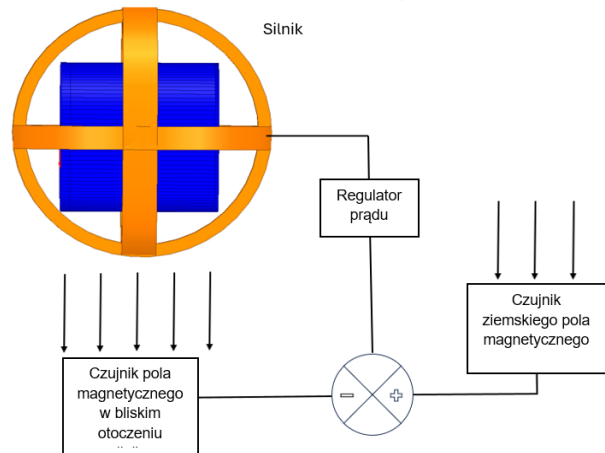 Silnik
Regulator
prądu
Czujnik
ziemskiego pola
magnetycznego
Czujnik pola
magnetycznego
w bliskim
otoczeniu